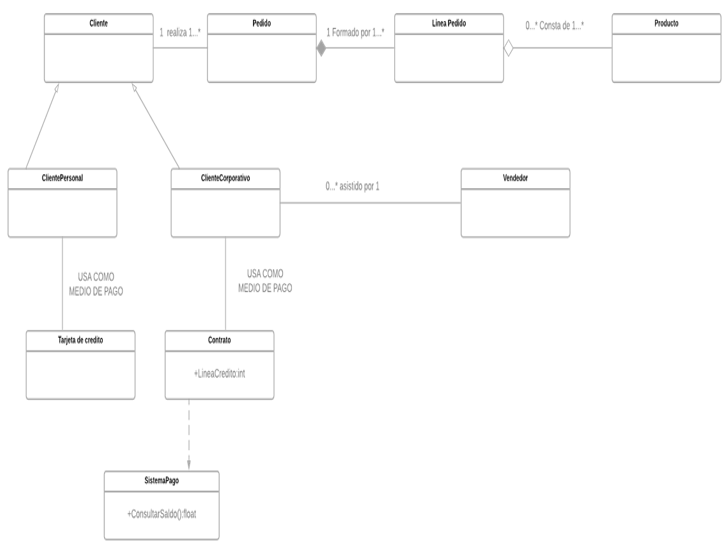 Cliente
1 realiza 1...*
Pedido
1 Formado por 1...*
Linea Pedido
0...* Consta de 1...*
Producto
ClientePersonal
ClienteCorporativo
0...* asistido por 1
Vendedor
USA COMO
MEDIO DE PAGO
USA COMO
MEDIO DE PAGO
Tarjeta de credito
Contrato
+LineaCredito:int
SistemaPago
+ConsultarSaldo():float